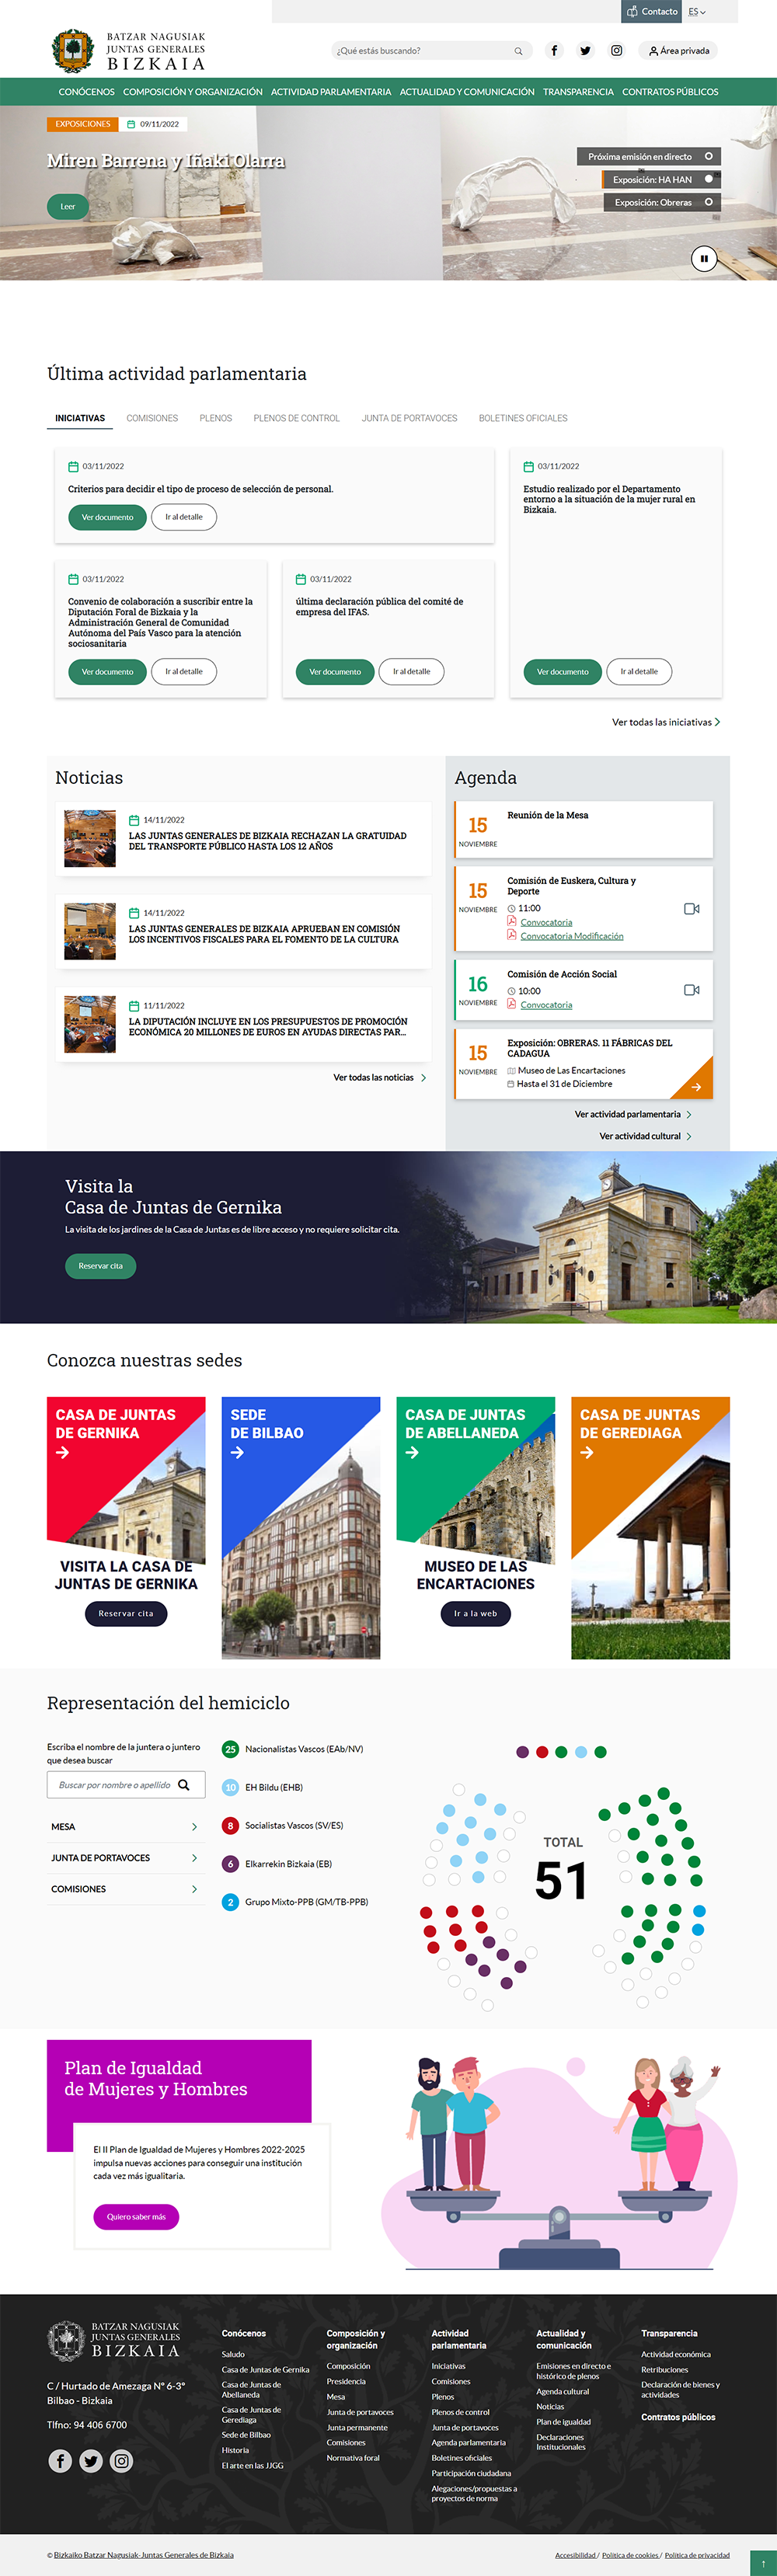 Contacto
ES
BATZAR NAGUSIAK
JUNTAS GENERALES
BIZKAIA
¿Qué estás buscando?
Área privada
CONÓCENOS COMPOSICIÓN Y ORGANIZACIÓN ACTIVIDAD PARLAMENTARIA ACTUALIDAD Y COMUNICACIÓN TRANSPARENCIA CONTRATOS PÚBLICOS
EXPOSICIONES 09/11/2022
Miren Barrena y Iñaki Olarra
Leer
Próxima emisión en directo
Exposición: HA HAN
Exposición: Obreras
Última actividad parlamentaria
INICIATIVAS COMISIONES PLENOS PLENOS DE CONTROL JUNTA DE PORTAVOCES BOLETINES OFICIALES
03/11/2022
Criterios para decidir el tipo de proceso de selección de personal.
Ver documento Ir al detalle
03/11/2022
Estudio realizado por el Departamento
entorno a la situación de la mujer rural en
Bizkaia.
Ver documento Ir al detalle
03/11/2022
Convenio de colaboración a suscribir entre la
Diputación Foral de Bizkaia y la
Administración General de Comunidad
Autónoma del País Vasco para la atención
sociosanitaria
Ver documento Ir al detalle
03/11/2022
última declaración pública del comité de
empresa del IFAS.
Ver documento Ir al detalle
Ver todas las iniciativas
Noticias
14/11/2022
LAS JUNTAS GENERALES DE BIZKAIA RECHAZAN LA GRATUIDAD
DEL TRANSPORTE PÚBLICO HASTA LOS 12 AÑOS
14/11/2022
LAS JUNTAS GENERALES DE BIZKAIA APRUEBAN EN COMISIÓN
LOS INCENTIVOS FISCALES PARA EL FOMENTO DE LA CULTURA
11/11/2022
LA DIPUTACIÓN INCLUYE EN LOS PRESUPUESTOS DE PROMOCIÓN
ECONÓMICA 20 MILLONES DE EUROS EN AYUDAS DIRECTAS PAR...
Ver todas las noticias
Agenda
15
NOVIEMBRE
Reunión de la Mesa
15
NOVIEMBRE
Comisión de Euskera, Cultura y
Deporte
11:00
Convocatoria
Convocatoria Modificación
16
NOVIEMBRE
Comisión de Acción Social
10:00
Convocatoria
15
NOVIEMBRE
Exposición: OBRERAS. 11 FÁBRICAS DEL
CADAGUA
Museo de Las Encartaciones
Hasta el 31 de Diciembre
Ver actividad parlamentaria
Ver actividad cultural
Visita la
Casa de Juntas de Gernika
La visita de los jardines de la Casa de Juntas es de libre acceso y no requiere solicitar cita.
Reservar cita
Conozca nuestras sedes
CASA DE JUNTAS
DE GERNIKA
VISITA LA CASA DE
JUNTAS DE GERNIKA
Reservar cita
SEDE
DE BILBAO
CASA DE JUNTAS
DE ABELLANEDA
MUSEO DE LAS
ENCARTACIONES
Ir a la web
CASA DE JUNTAS
DE GEREDIAGA
Representación del hemiciclo
Escriba el nombre de la juntera o juntero
que desea buscar
Buscar por nombre o apellido
MESA
JUNTA DE PORTAVOCES
COMISIONES
25 Nacionalistas Vascos (EAb/NV)
10 EH Bildu (EHB)
8 Socialistas Vascos (SV/ES)
6 Elkarrekin Bizkaia (EB)
2 Grupo Mixto-PPB (GM/TB-PPB)
TOTAL
51
Plan de Igualdad
de Mujeres y Hombres
El II Plan de Igualdad de Mujeres y Hombres 2022-2025
impulsa nuevas acciones para conseguir una institución
cada vez más igualitaria.
Quiero saber más
BATZAR NAGUSIAK
JUNTAS GENERALES
BIZKAIA
C / Hurtado de Amezaga Nº 6-3º
Bilbao - Bizkaia
Tlfno: 94 406 6700
Conócenos
Saludo
Casa de Juntas de Gernika
Casa de Juntas de
Abellaneda
Casa de Juntas de
Gerediaga
Sede de Bilbao
Historia
El arte en las JJGG
Composición y
organización
Composición
Presidencia
Mesa
Junta de portavoces
Junta permanente
Comisiones
Normativa foral
Actividad
parlamentaria
Iniciativas
Comisiones
Plenos
Plenos de control
Junta de portavoces
Agenda parlamentaria
Boletines oficiales
Participación ciudadana
Alegaciones/propuestas a
proyectos de norma
Actualidad y
comunicación
Emisiones en directo e
histórico de plenos
Agenda cultural
Noticias
Plan de igualdad
Declaraciones
Institucionales
Transparencia
Actividad económica
Retribuciones
Declaración de bienes y
actividades
Contratos públicos
© Bizkaiko Batzar Nagusiak-Juntas Generales de Bizkaia
Accesibilidad / Política de cookies / Política de privacidad